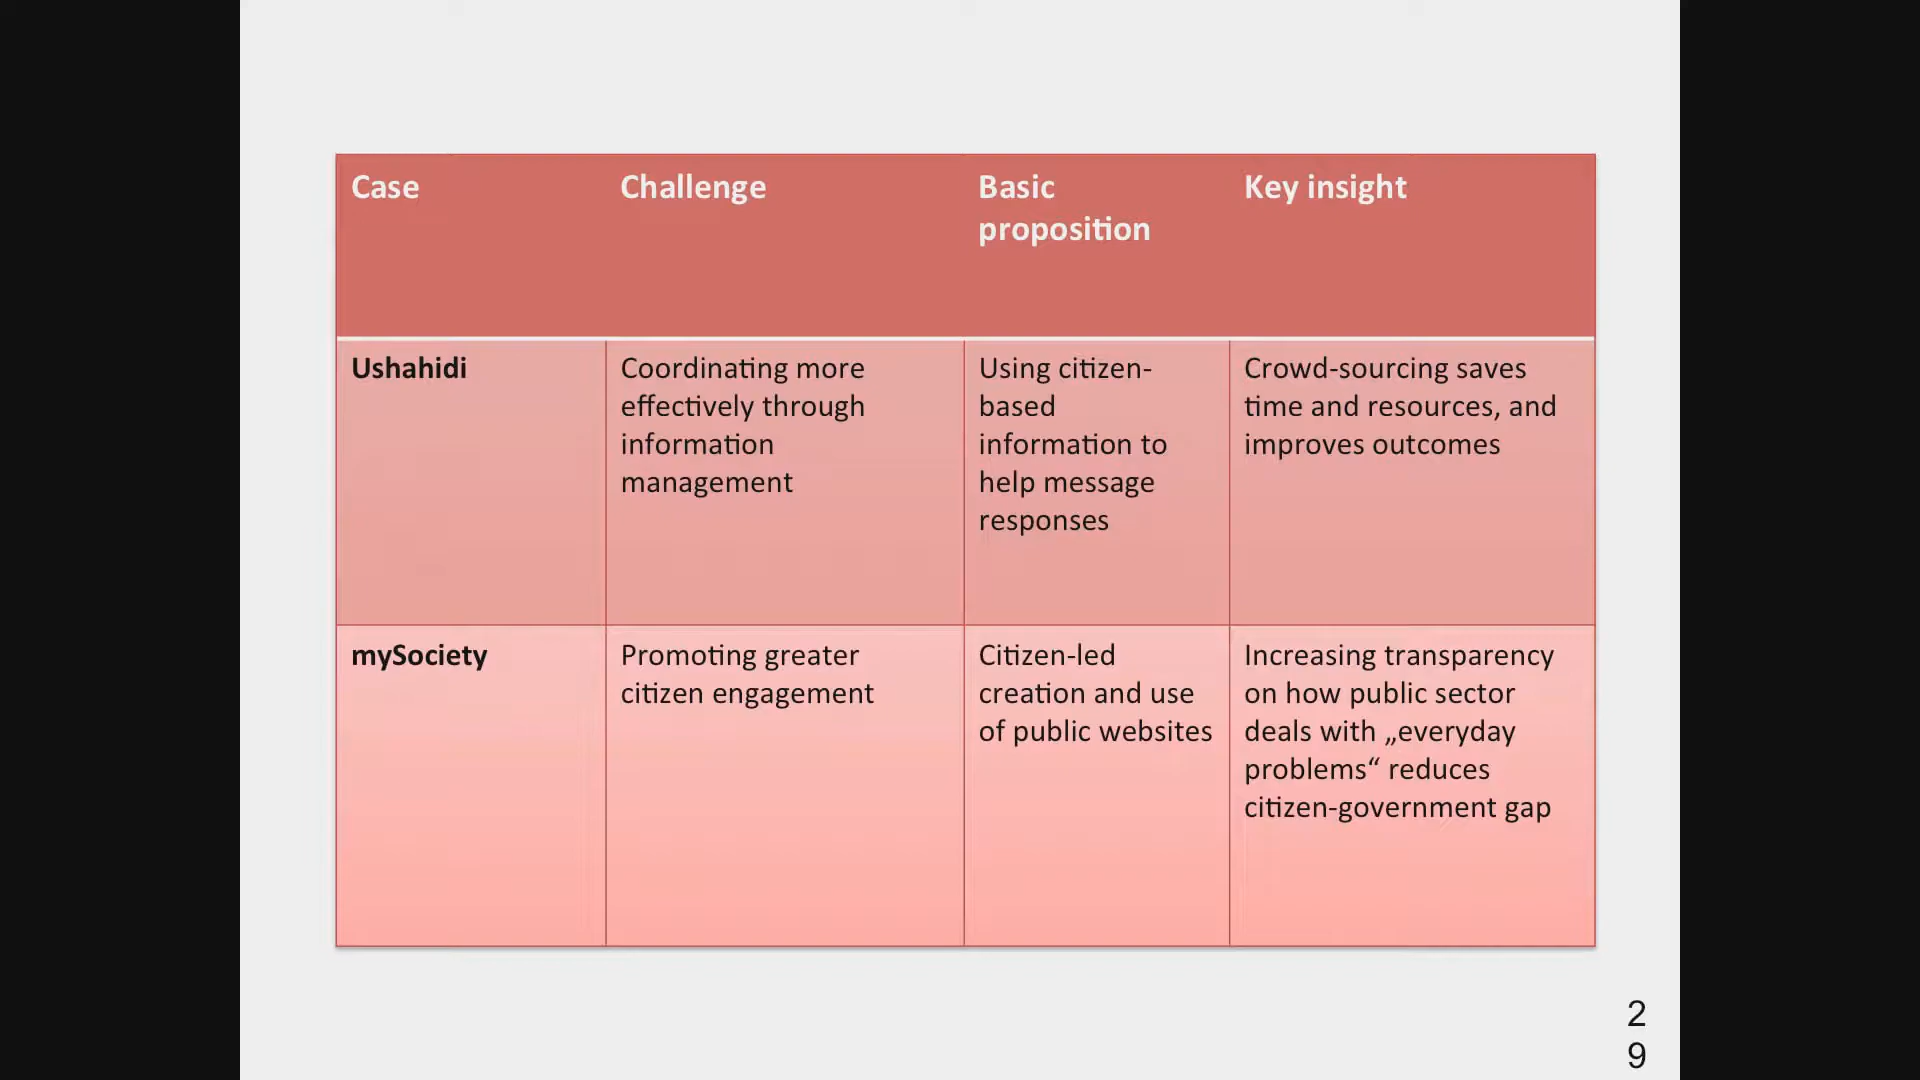 Case
Challenge
Basic
proposition
Key insight
Ushahidi
Coordinating more
effectively through
information
management
Using citizen-
based
information to
help message
responses
Crowd-sourcing saves
time and resources, and
improves outcomes
mySociety
Promoting greater
citizen engagement
Citizen-led
creation and use
of public websites
Increasing transparency
on how public sector
deals with „everyday
problems“ reduces
citizen-government gap
2
9